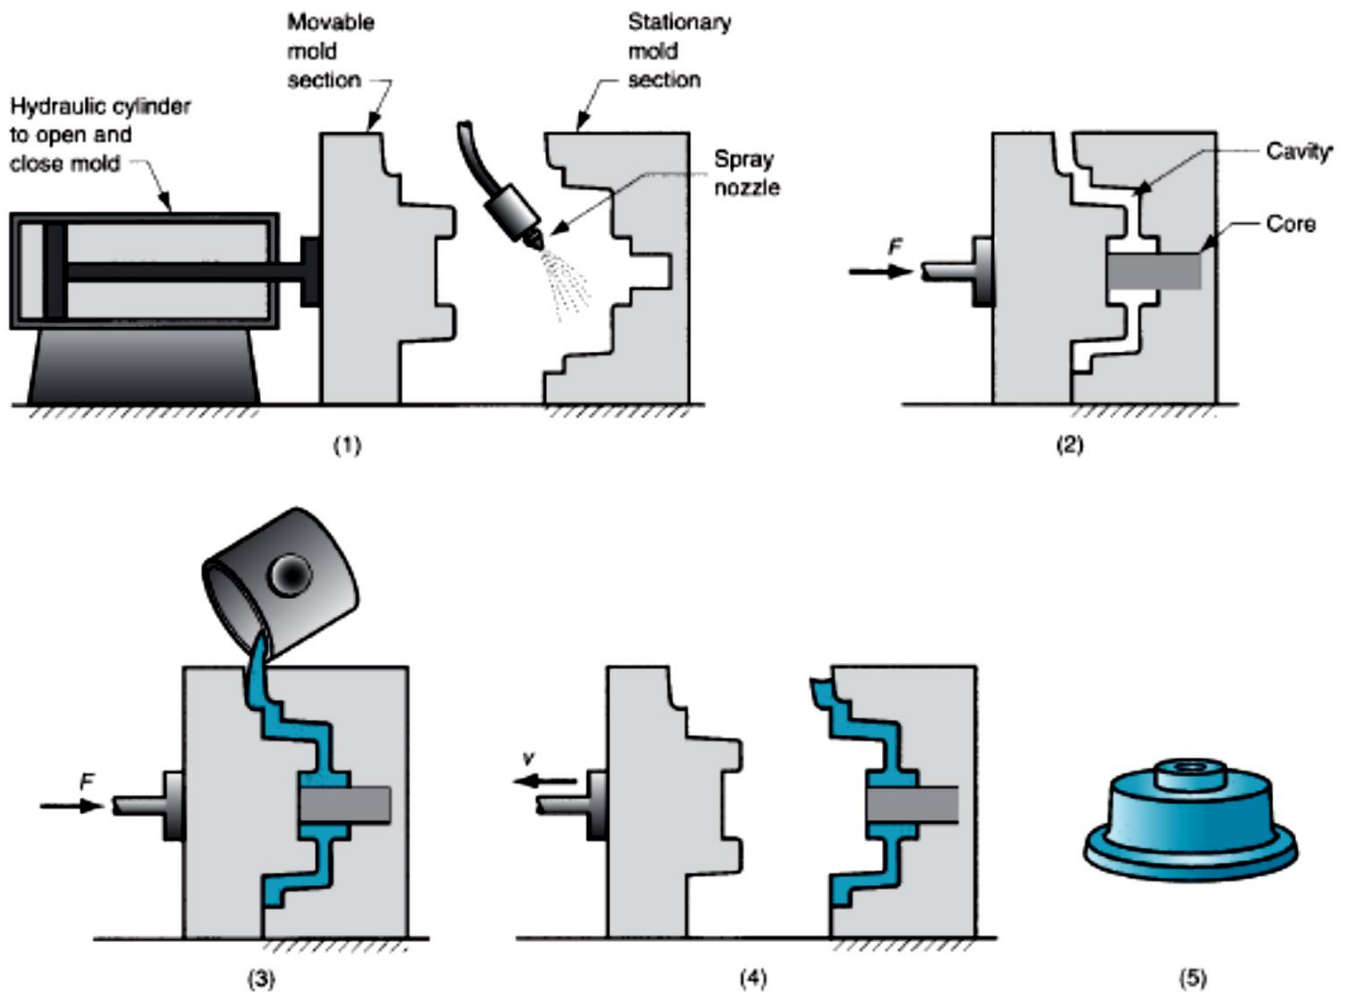 Movable
mold
section
Stationary
mold
section
Hydraulic cylinder
to open and
close mold
Spray
nozzle
Cavity
Core
F
(1)
(2)
F
v
(3)
(4)
(5)